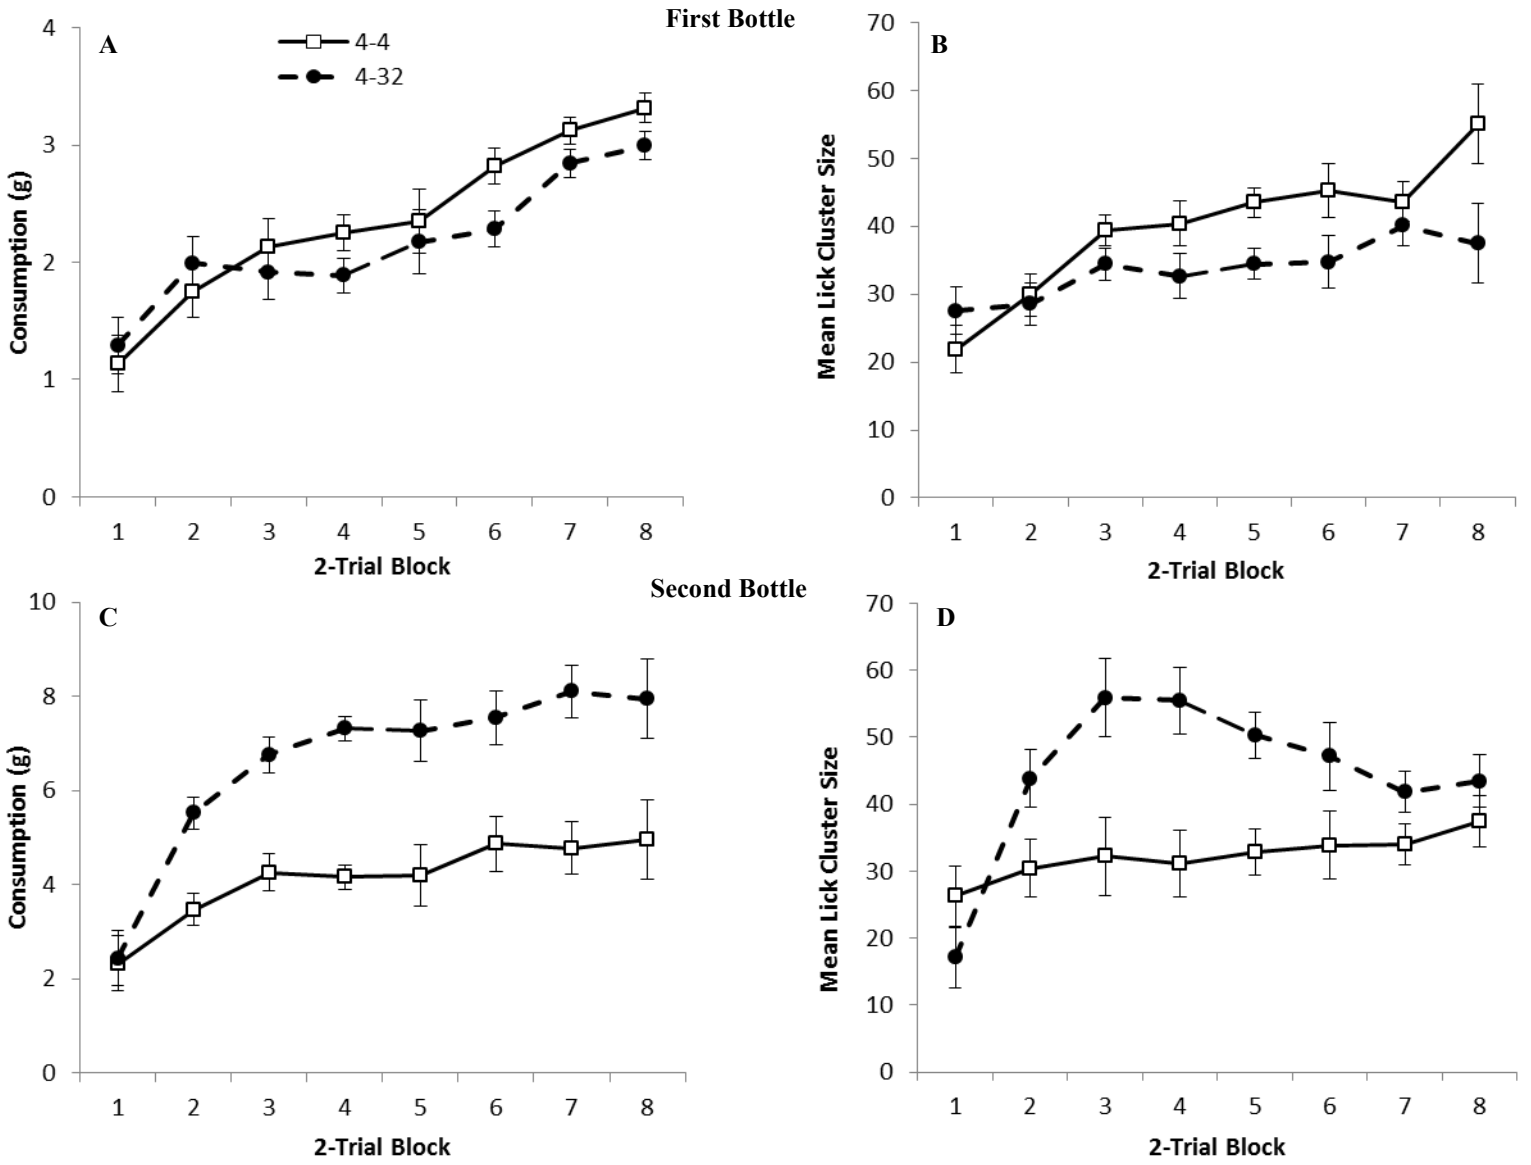 First Bottle
A
4-4
4-32
Consumption (g)
4
3
2
1
0
1 2 3 4 5 6 7 8
2-Trial Block
B
Mean Lick Cluster Size
70
60
50
40
30
20
10
0
1 2 3 4 5 6 7 8
2-Trial Block
Second Bottle
C
Consumption (g)
10
8
6
4
2
0
1 2 3 4 5 6 7 8
2-Trial Block
D
Mean Lick Cluster Size
70
60
50
40
30
20
10
0
1 2 3 4 5 6 7 8
2-Trial Block